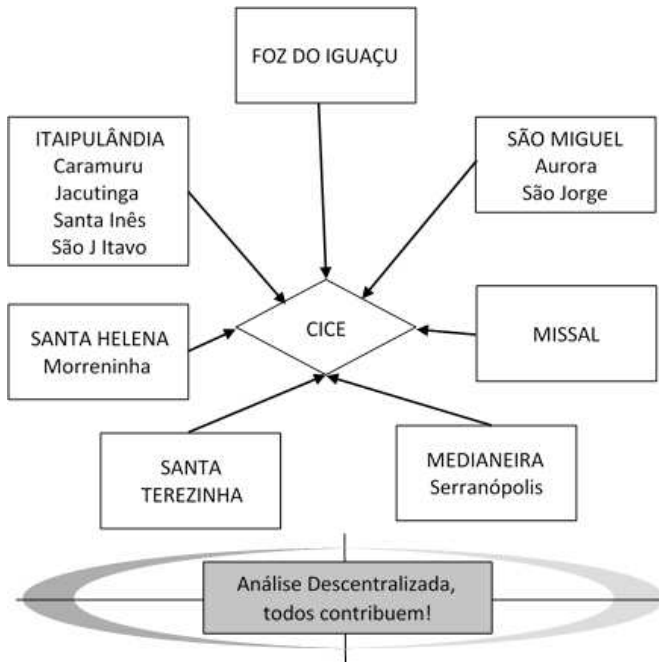 FOZ DO IGUAÇU
ITAIPULÂNDIA
Caramuru
Jacutinga
Santa Inês
São J Itavo
SÃO MIGUEL
Aurora
São Jorge
CICE
SANTA HELENA
Morreninha
MISSAL
SANTA
TEREZINHA
MEDIANEIRA
Serranópolis
Análise Descentralizada,
todos contribuem!